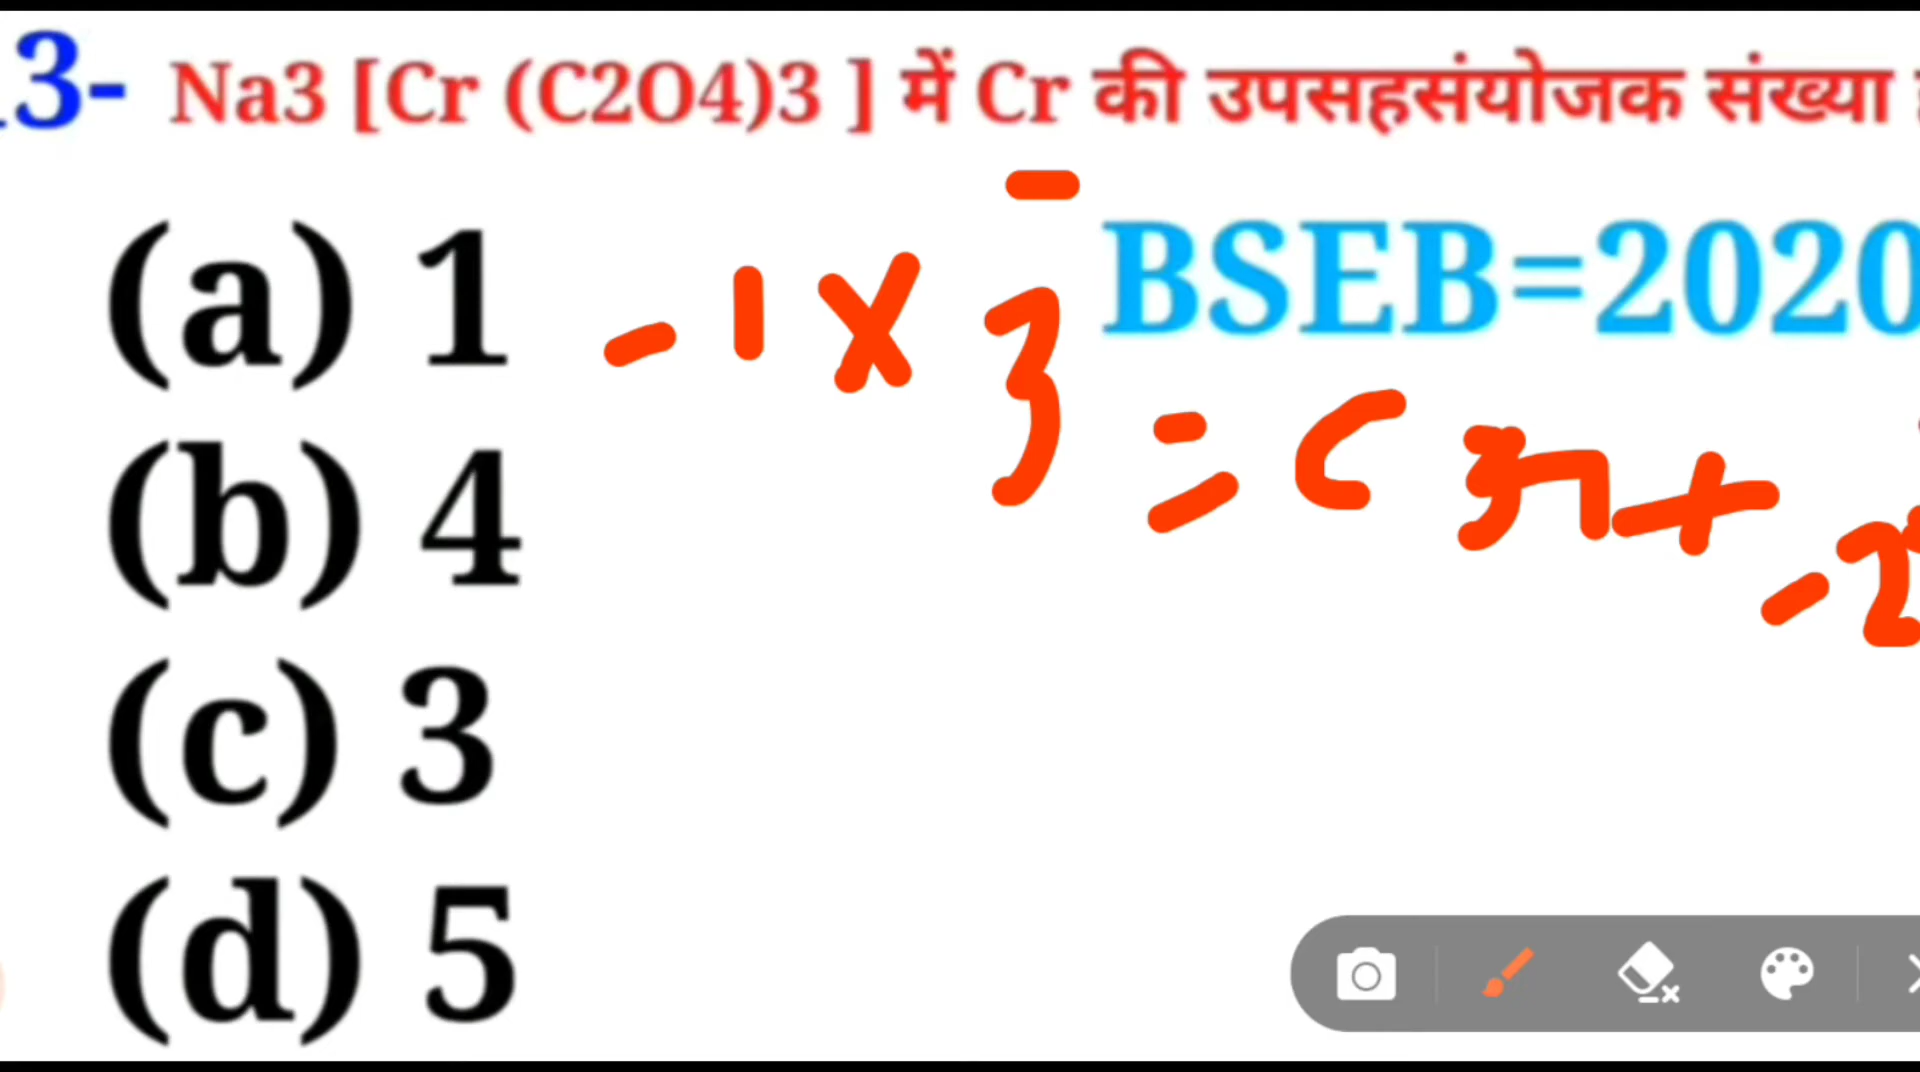 3- Na3 [Cr (C2O4)3 ] में Cr की उपसहसंयोजक संख्या
(a) 1
BSEB=2020
- 1 x 3
(b) 4
(c) 3
(d) 5